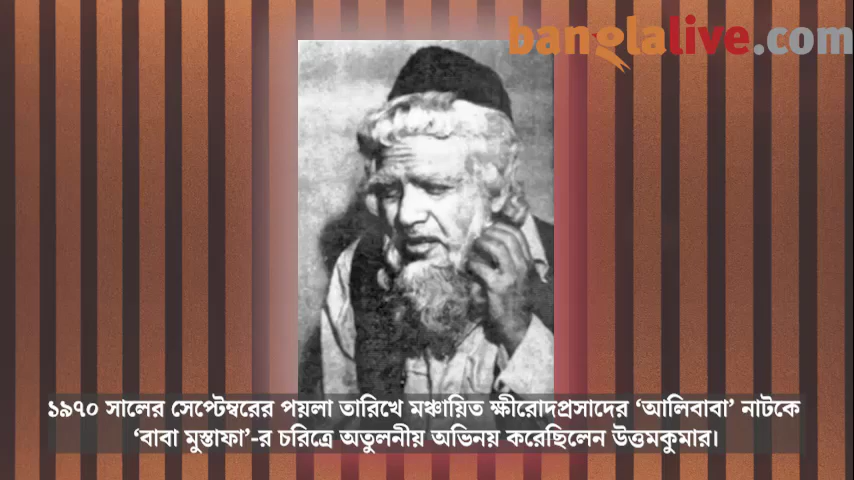 banglalive.com
১৯৭০ সালের সেপ্টেম্বরের পয়লা তারিখে মঞ্চায়িত ক্ষীরোদপ্রসাদের ‘আলিবাবা’ নাটকে
‘বাবা মুস্তাফা’-র চরিত্রে অতুলনীয় অভিনয় করেছিলেন উত্তমকুমার।